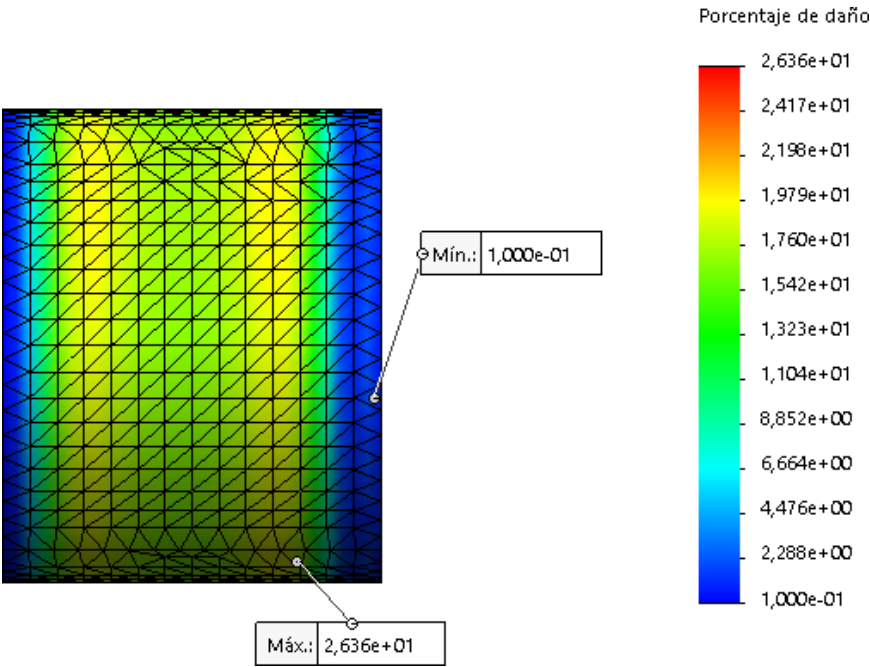 Porcentaje de daño
2,636e+01
2,417e+01
2,198e+01
1,979e+01
1,760e+01
1,542e+01
1,323e+01
1,104e+01
8,852e+00
6,664e+00
4,476e+00
2,288e+00
1,000e-01
Mín.: 1,000e-01
Máx.: 2,636e+01